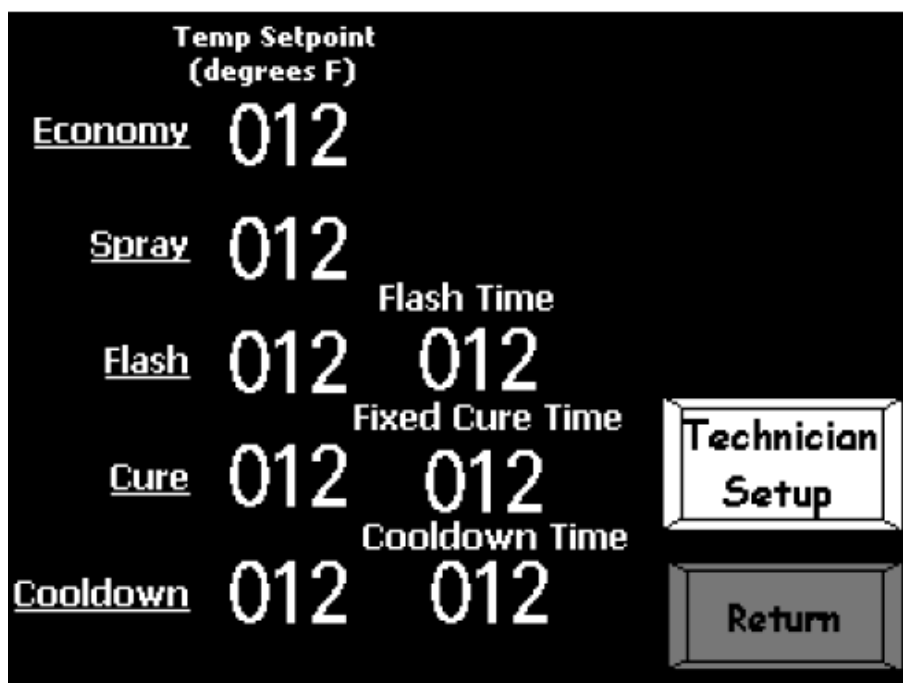 Temp Setpoint
(degrees F)
Economy 012
Spray 012
Flash Time
Flash 012 012
Fixed Cure Time
Cure 012 012
Cooldown Time
Cooldown 012 012
Technician
Setup
Return